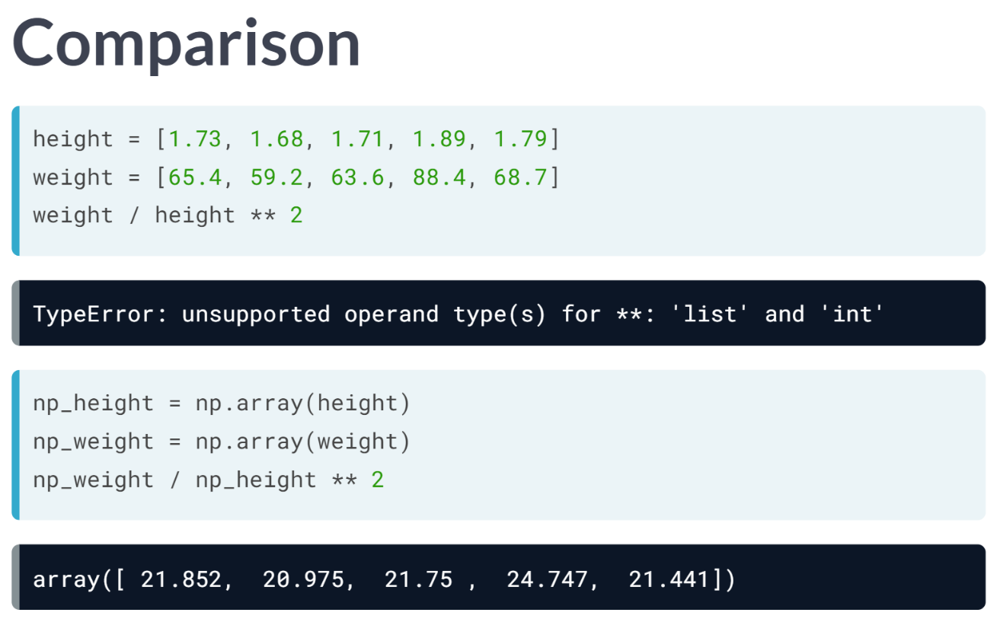 Comparison
height = [1.73, 1.68, 1.71, 1.89, 1.79]
weight = [65.4, 59.2, 63.6, 88.4, 68.7]
weight / height ** 2
TypeError: unsupported operand type(s) for **: 'list' and 'int'
np_height = np.array(height)
np_weight = np.array(weight)
np_weight / np_height ** 2
array([ 21.852,  20.975,  21.75 ,  24.747,  21.441])